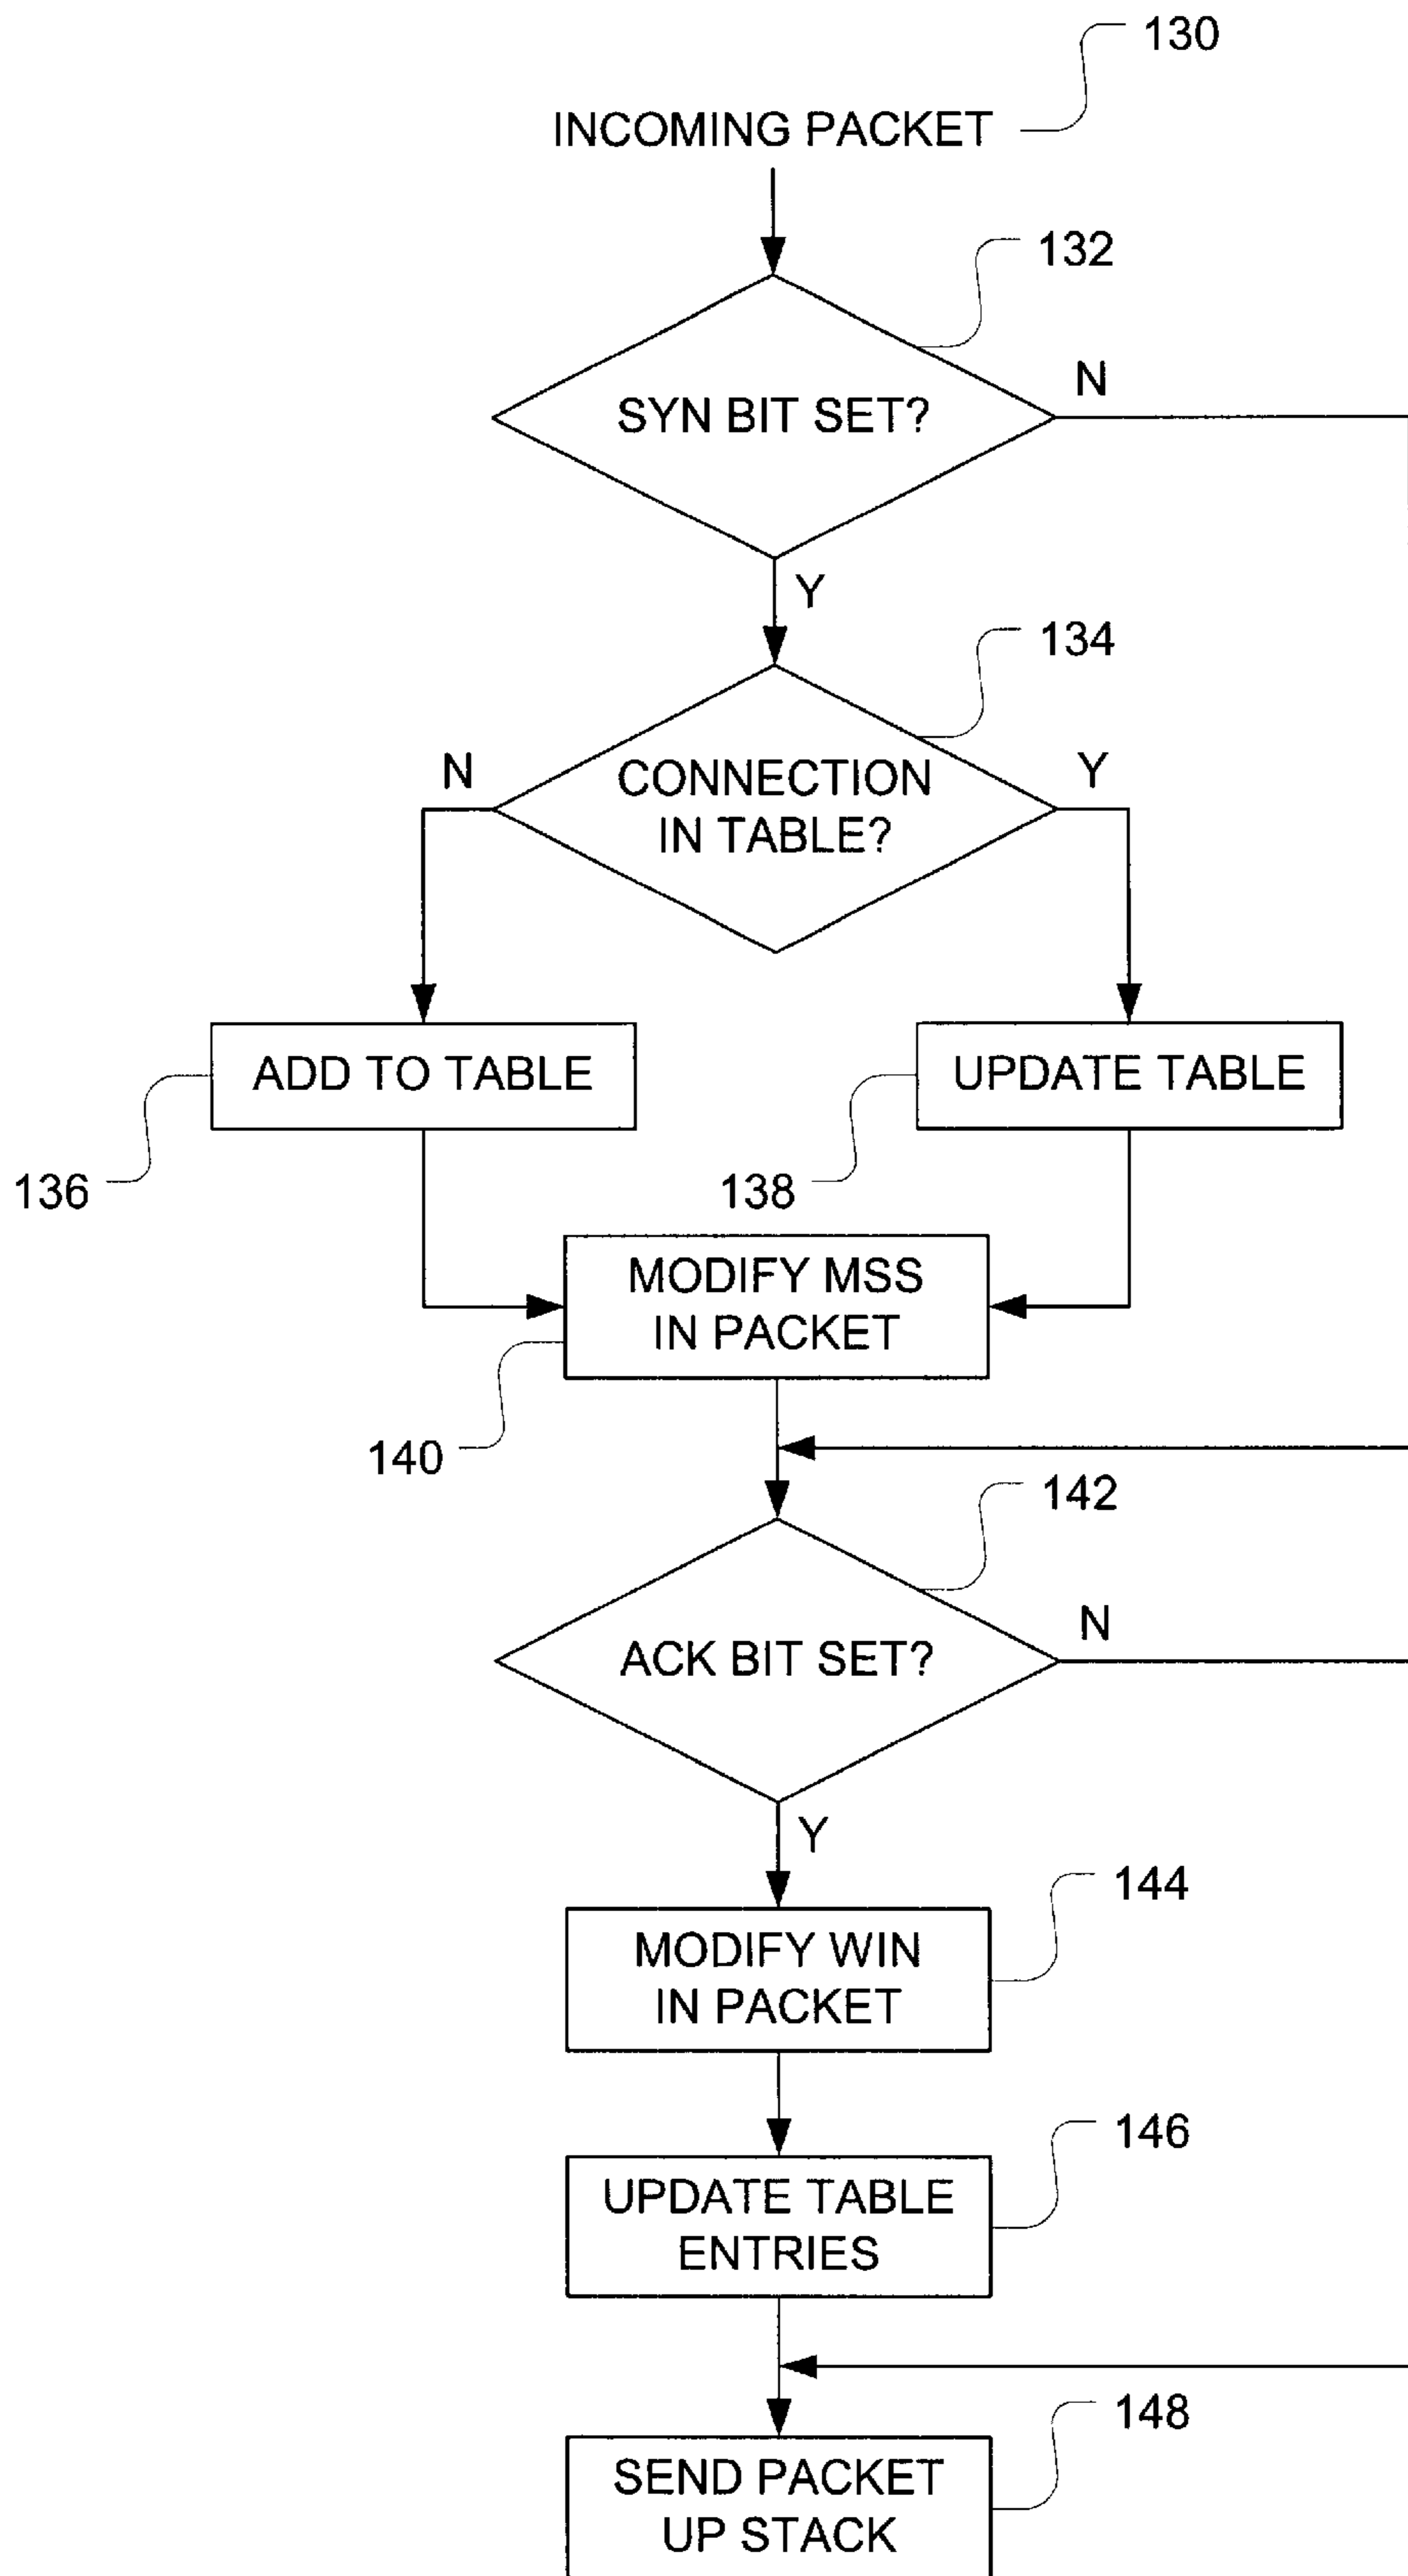 130
INCOMING PACKET
132
N
SYN BIT SET?
Y
134
N
Y
CONNECTION
IN TABLE?
ADD TO TABLE
UPDATE TABLE
136
138
MODIFY MSS
IN PACKET
140
142
N
ACK BIT SET?
Y
144
MODIFY WIN
IN PACKET
146
UPDATE TABLE
ENTRIES
148
SEND PACKET
UP STACK